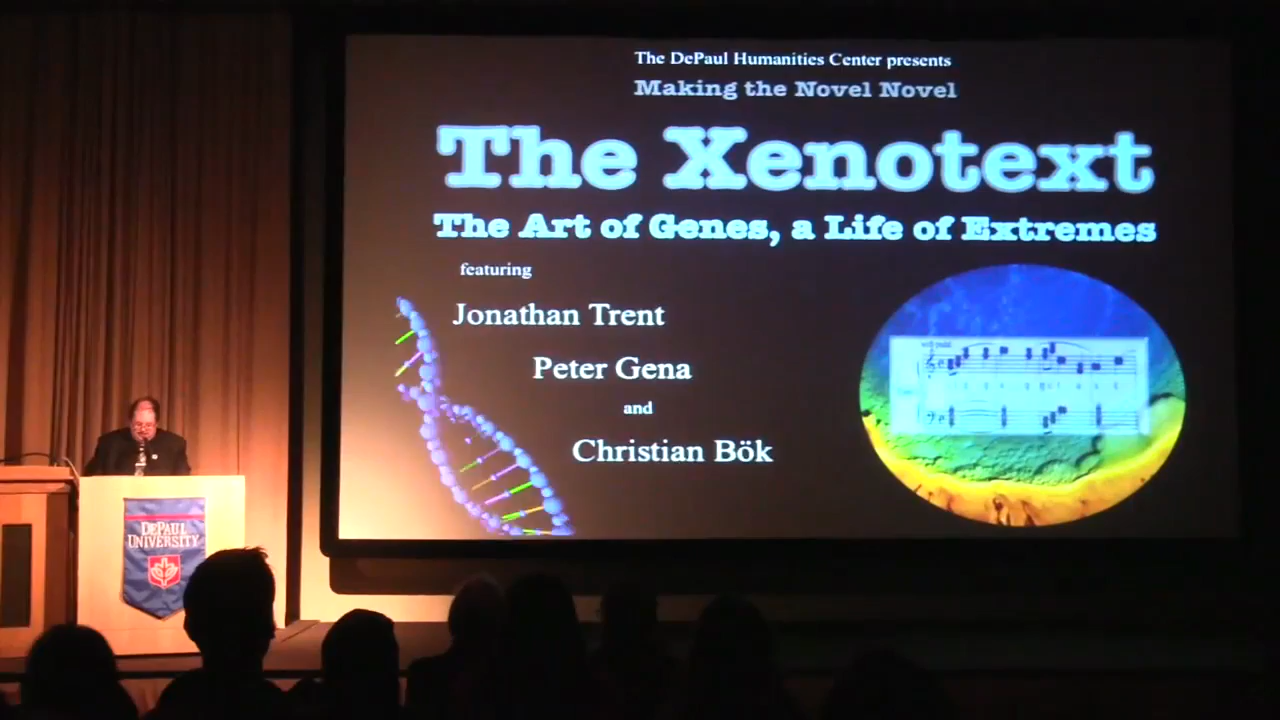 The DePaul Humanities Center presents
Making the Novel Novel
The Xenotext
The Art of Genes, a Life of Extremes
featuring
Jonathan Trent
Peter Gena
and
Christian Bök
DEPAUL
UNIVERSITY